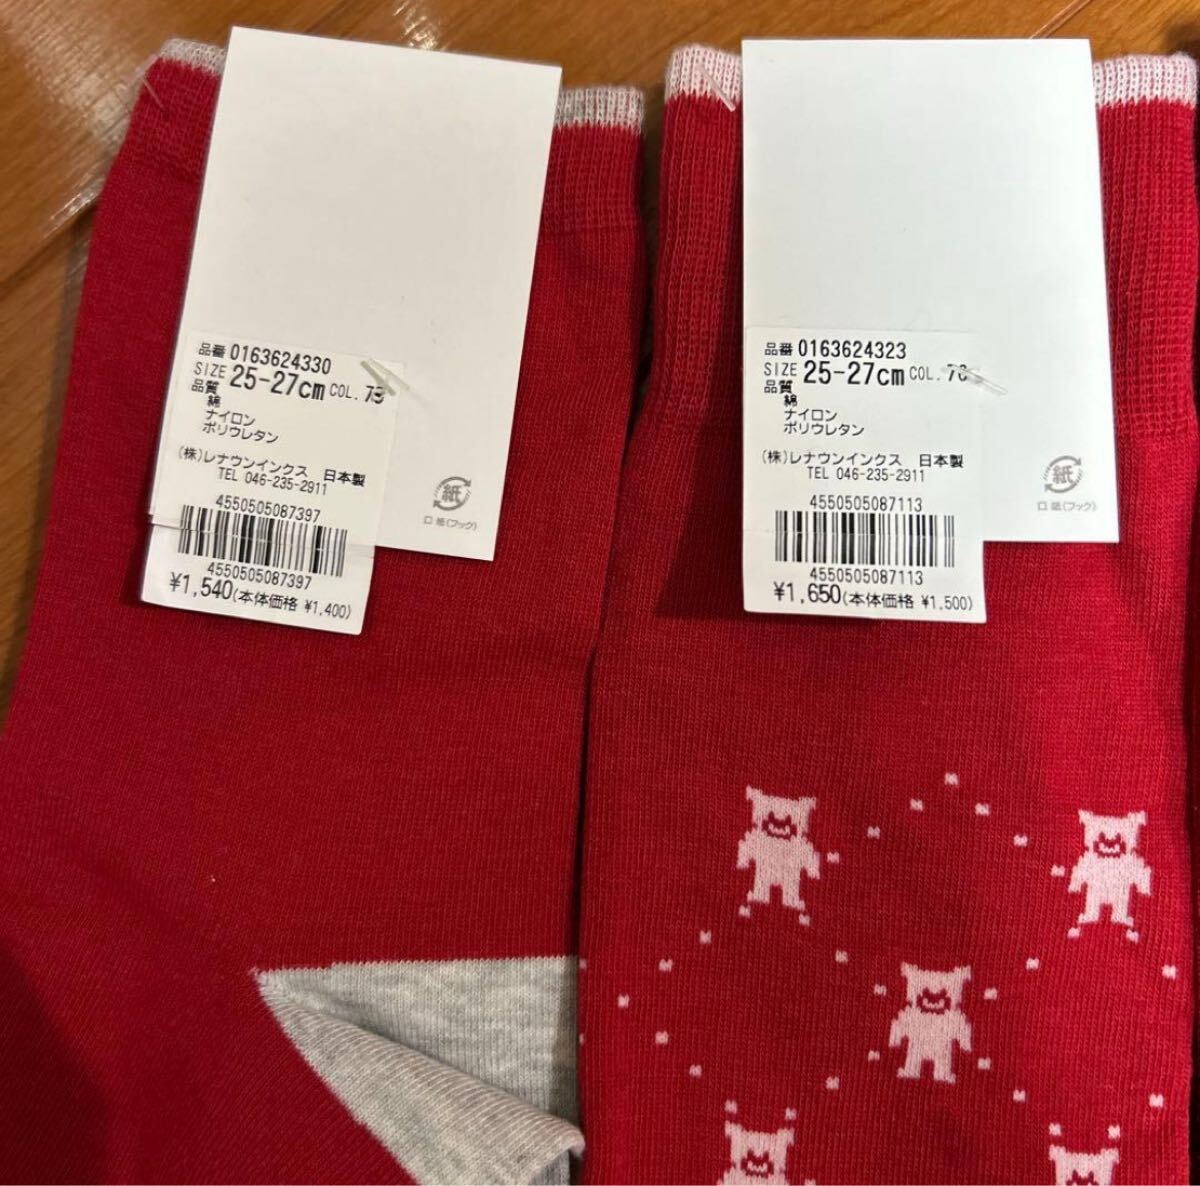 品番 0163624330
SIZE 25-27cm COL. 73
品質
綿
ナイロン
ポリウレタン
(株)レナウンインクス 日本製
TEL 046-235-2911
4550505087397
4550505087397
¥1,540(本体価格 ¥1,400)
紙
口 紙(フック)
品番 0163624323
SIZE 25-27cm COL.
品質
綿
ナイロン
ポリウレタン
(株)レナウンインクス 日本製
TEL 046-235-2911
4550505087113
4550505087113
¥1,650(本体価格 ¥1,500)
紙
口 紙(フック)